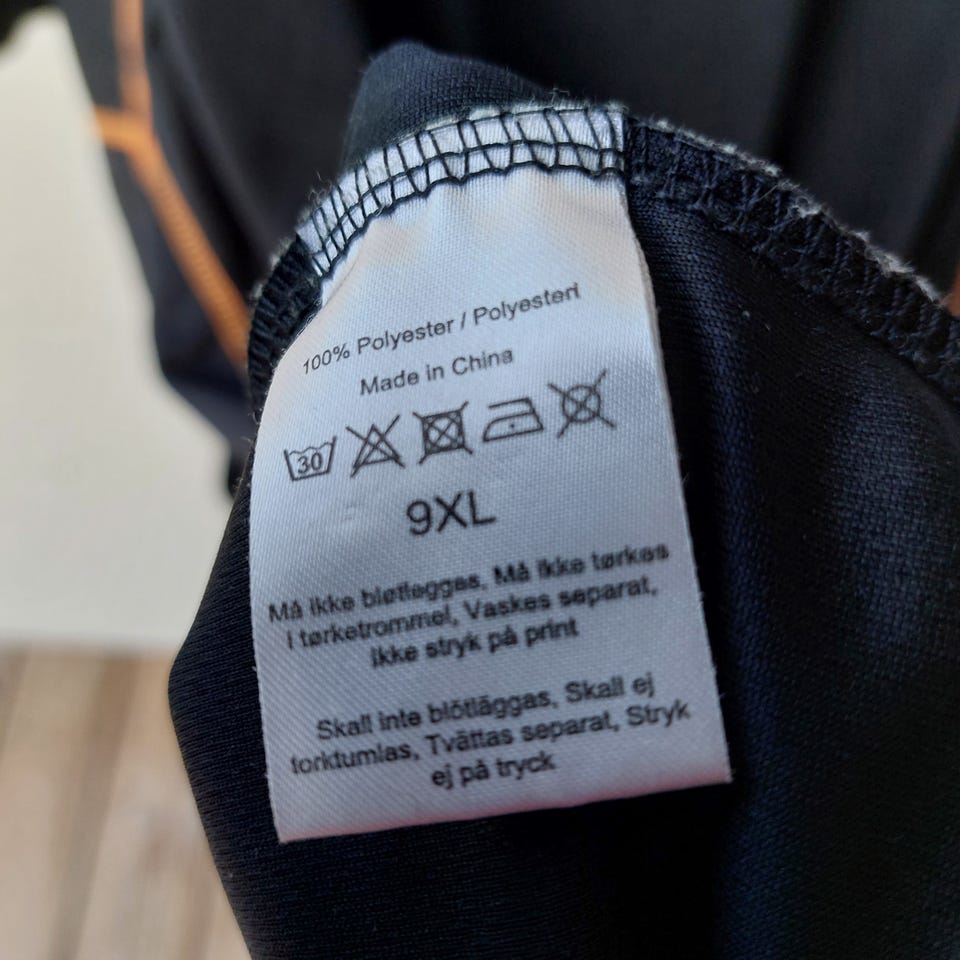 100% Polyester / Polyesteri
Made in China
30
9XL
Må ikke bløtlegges, Må ikke tørkes
i tørketrommel, Vaskes separat,
ikke stryk på print
Skall inte blötläggas, Skall ej
torktumlas, Tvättas separat, Stryk
ej på tryck